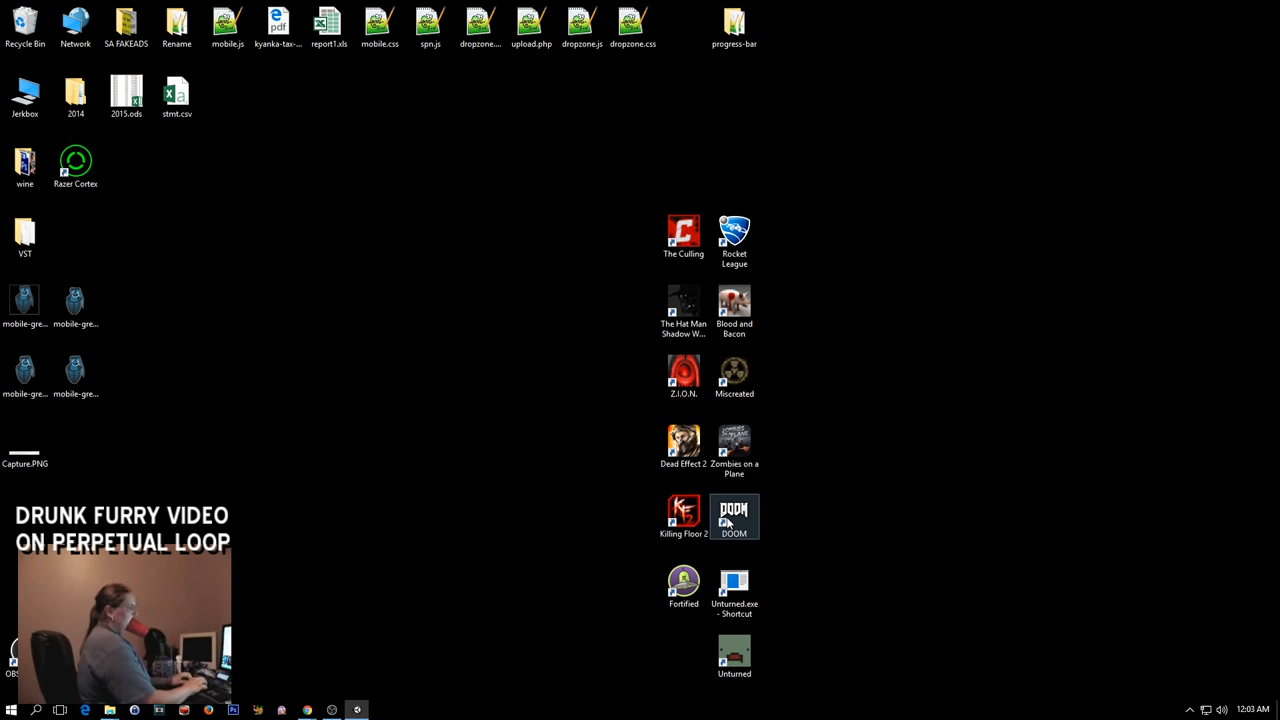 Recycle Bin
Network
SA FAKEADS
Rename
mobile.js
kyanka-tax-...
report1.xls
mobile.css
spn.js
dropzone....
upload.php
dropzone.js
dropzone.css
progress-bar
Jerkbox
2014
2015.ods
stmt.csv
wine
Razer Cortex
VST
The Culling
Rocket
League
mobile-gre...
mobile-gre...
The Hat Man
Shadow W...
Blood and
Bacon
mobile-gre...
mobile-gre...
Z.I.O.N.
Miscreated
Capture.PNG
Dead Effect 2
Zombies on a
Plane
DOOM
Killing Floor 2
DOOM
DRUNK FURRY VIDEO
ON PERPETUAL LOOP
Fortified
Unturned.exe
- Shortcut
OBS
Unturned
12:03 AM